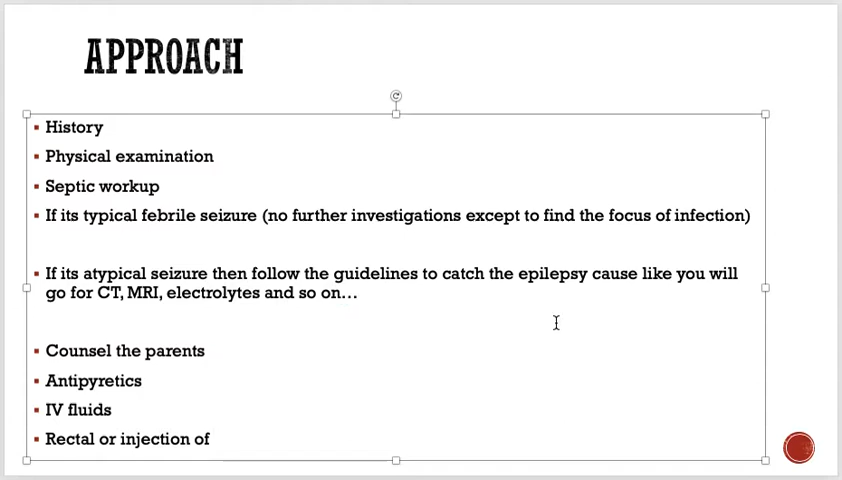 APPROACH
History
Physical examination
Septic workup
If its typical febrile seizure (no further investigations except to find the focus of infection)
If its atypical seizure then follow the guidelines to catch the epilepsy cause like you will
go for CT, MRI, electrolytes and so on...
Counsel the parents
Antipyretics
IV fluids
Rectal or injection of